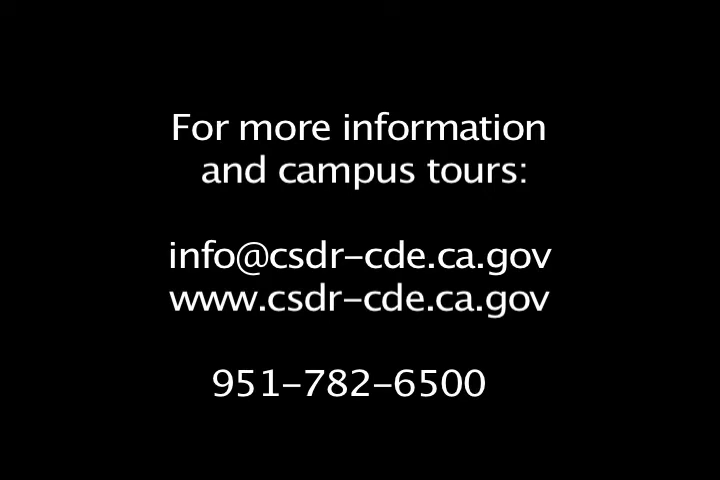 For more information
and campus tours:
info@csdr-cde.ca.gov
www.csdr-cde.ca.gov
951-782-6500